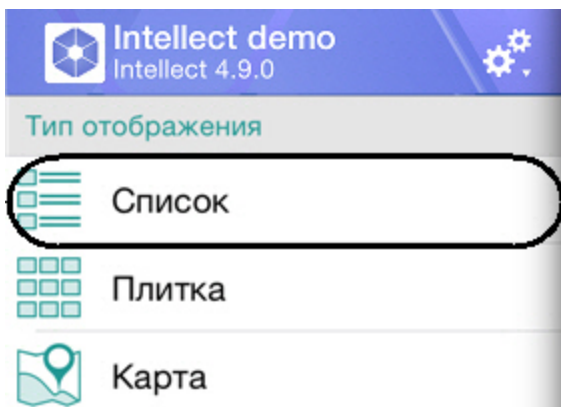 Intellect demo
Intellect 4.9.0
Тип отображения
Список
Плитка
Карта